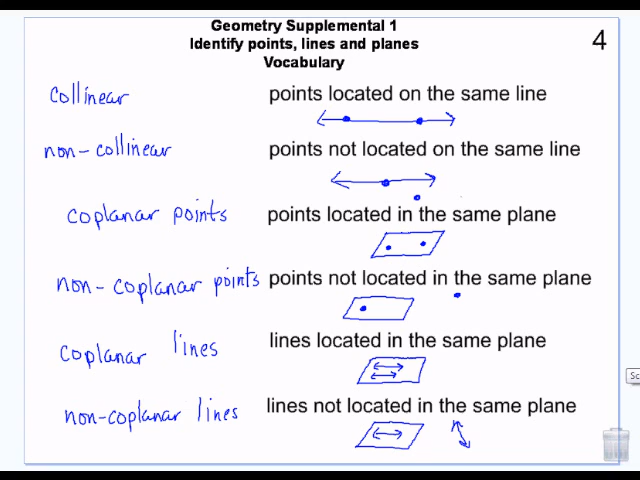 Geometry Supplemental 1
Identify points, lines and planes
Vocabulary
4
collinear points located on the same line
non-collinear points not located on the same line
coplanar points points located in the same plane
non-coplanar points points not located in the same plane
coplanar lines lines located in the same plane
non-coplanar lines lines not located in the same plane
Sc